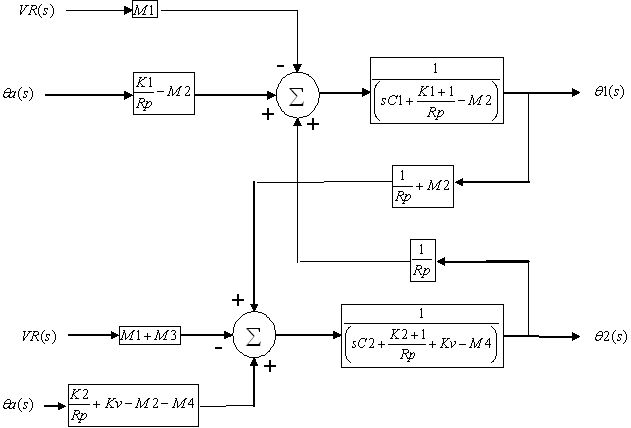 VR(s)
M1
-
θa(s)
K1/Rp − M2
Σ
+
+
1/(sC1 + (K1+1)/Rp − M2)
θ1(s)
1/Rp + M2
1/Rp
+
VR(s)
M1 + M3
-
Σ
+
1/(sC2 + (K2+1)/Rp + Kv − M4)
θ2(s)
θa(s)
K2/Rp + Kv − M2 − M4